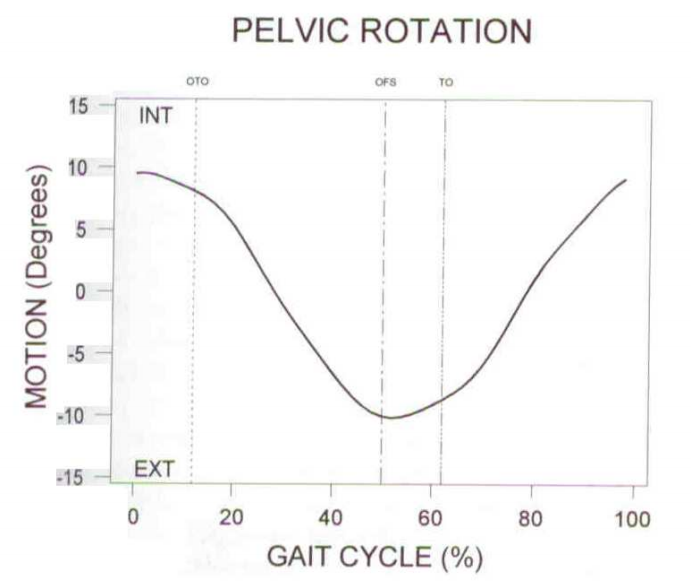 PELVIC ROTATION
OTO OFS TO
INT
15
10
5
0
-5
-10
-15
MOTION (Degrees)
EXT
0 20 40 60 80 100
GAIT CYCLE (%)